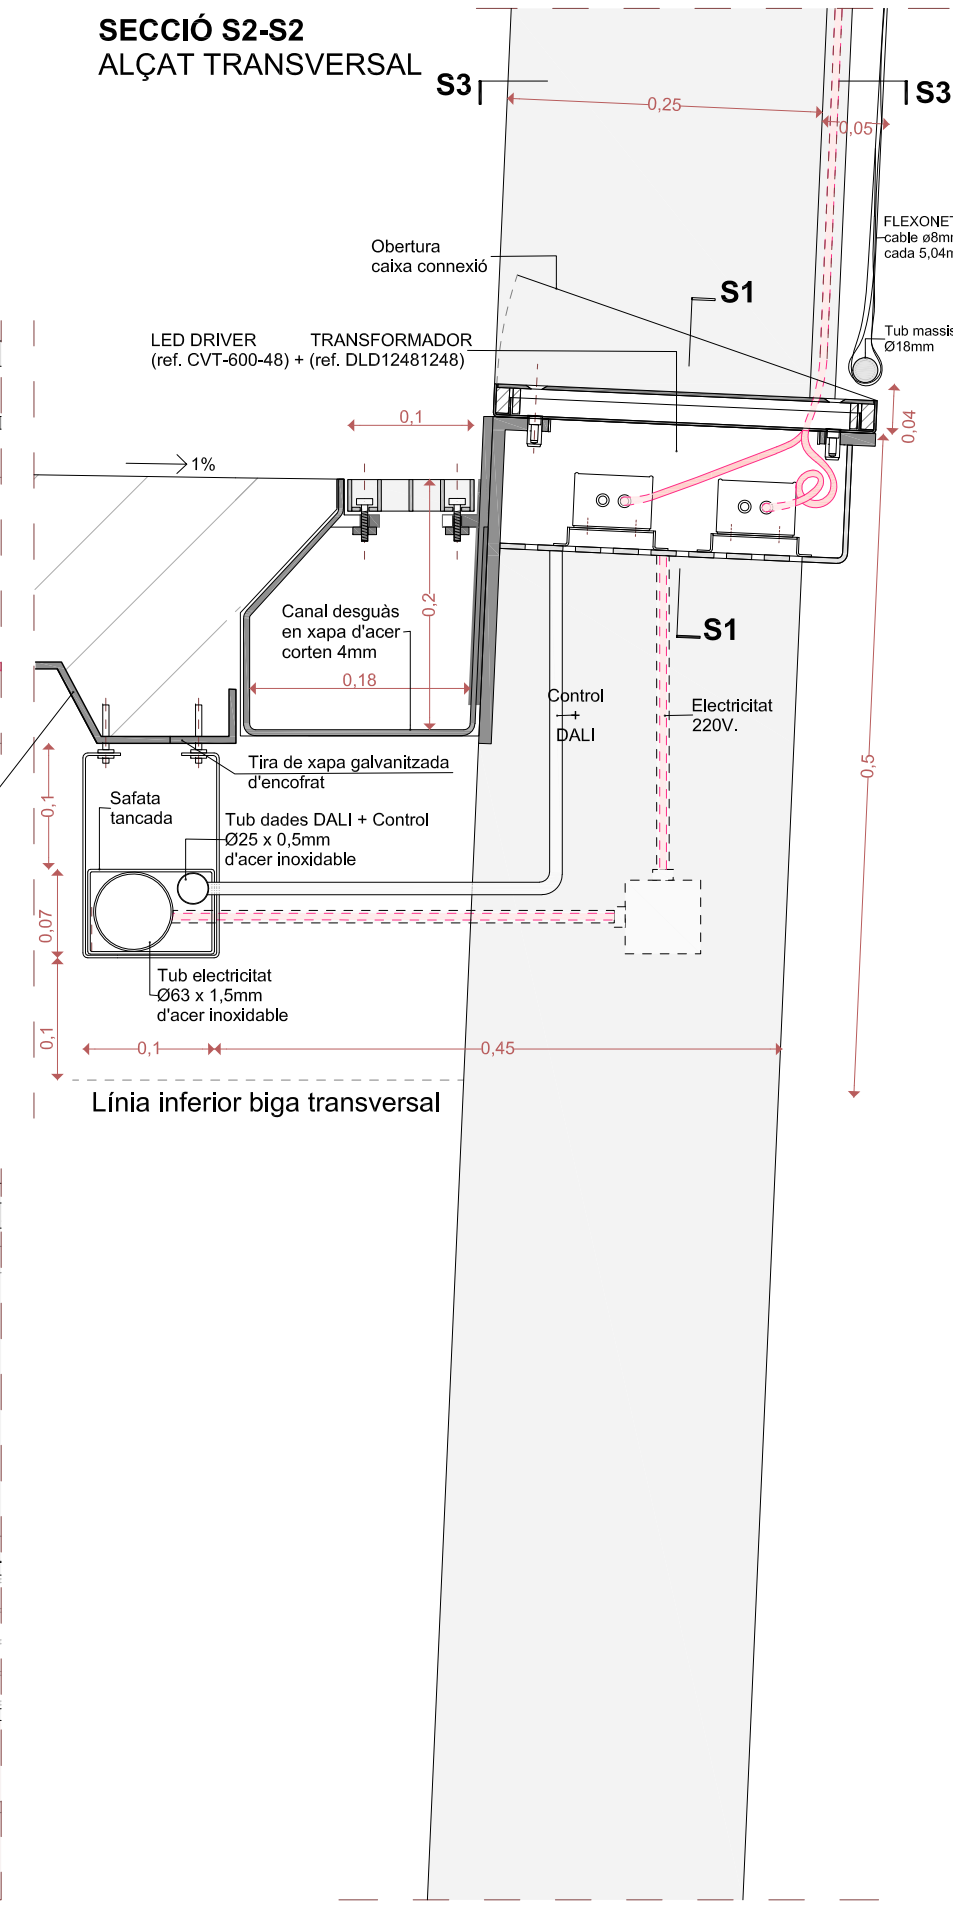 SECCIÓ S2-S2
ALÇAT TRANSVERSAL
S3
S3
0,25
0,05
FLEXONET
cable ø8mm
cada 5,04m
Obertura
caixa connexió
S1
LED DRIVER TRANSFORMADOR
(ref. CVT-600-48) + (ref. DLD12481248)
Tub massis
Ø18mm
0,1
0,04
1%
0,2
Canal desguàs
en xapa d'acer
corten 4mm
0,18
S1
Control
+
DALI
Electricitat
220V.
0,5
Tira de xapa galvanitzada
d'encofrat
0,1
Safata
tancada
Tub dades DALI + Control
Ø25 x 0,5mm
d'acer inoxidable
0,07
Tub electricitat
Ø63 x 1,5mm
d'acer inoxidable
0,1
0,1
0,45
Línia inferior biga transversal